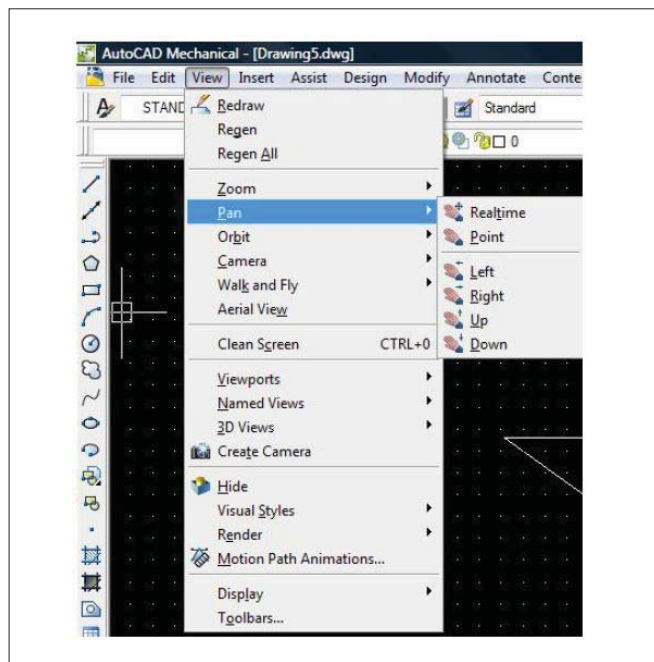 AutoCAD Mechanical - [Drawing5.dwg]
File Edit View Insert Assist Design Modify Annotate Conte
STAND Standard
0
Redraw
Regen
Regen All
Zoom
Pan
Realtime
Orbit
Point
Camera
Left
Walk and Fly
Right
Aerial View
Up
Clean Screen CTRL+0
Down
Viewports
Named Views
3D Views
Create Camera
Hide
Visual Styles
Render
Motion Path Animations...
Display
Toolbars...